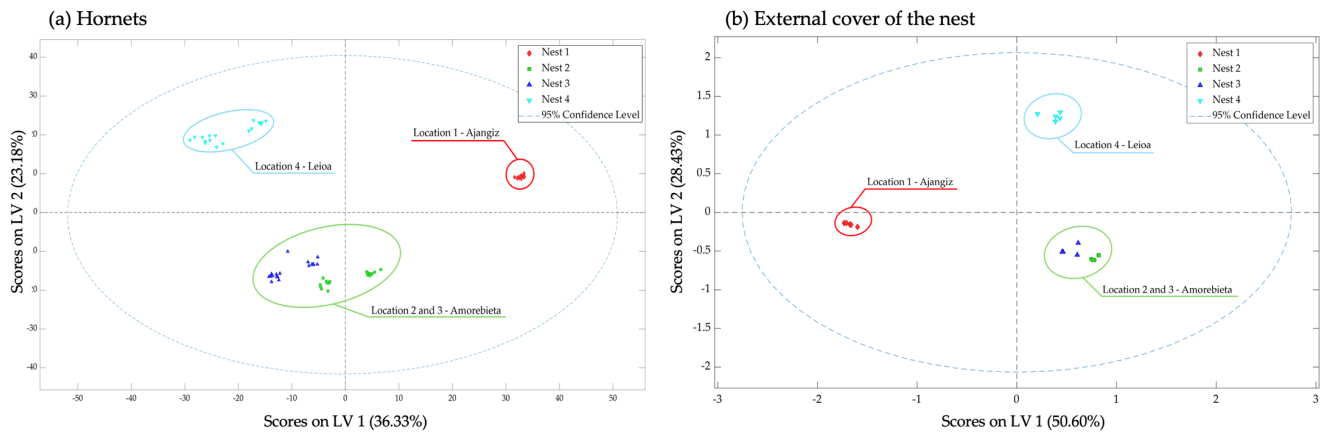 (a) Hornets
Nest 1
Nest 2
Nest 3
Nest 4
95% Confidence Level
Location 1 - Ajangiz
Location 4 - Leioa
Location 2 and 3 - Amorebieta
40
30
10
0
0
0
10
-30
-40
-50
-40
-30
-20
-10
0
10
20
30
40
50
Scores on LV 2 (23.18%)
Scores on LV 1 (36.33%)
(b) External cover of the nest
Nest 1
Nest 2
Nest 3
Nest 4
95% Confidence Level
Location 4 - Leioa
Location 1 - Ajangiz
Location 2 and 3 - Amorebieta
2
1.5
1
0.5
0
-0.5
-1
-1.5
-2
-3
-2
-1
0
1
2
3
Scores on LV 2 (28.43%)
Scores on LV 1 (50.60%)